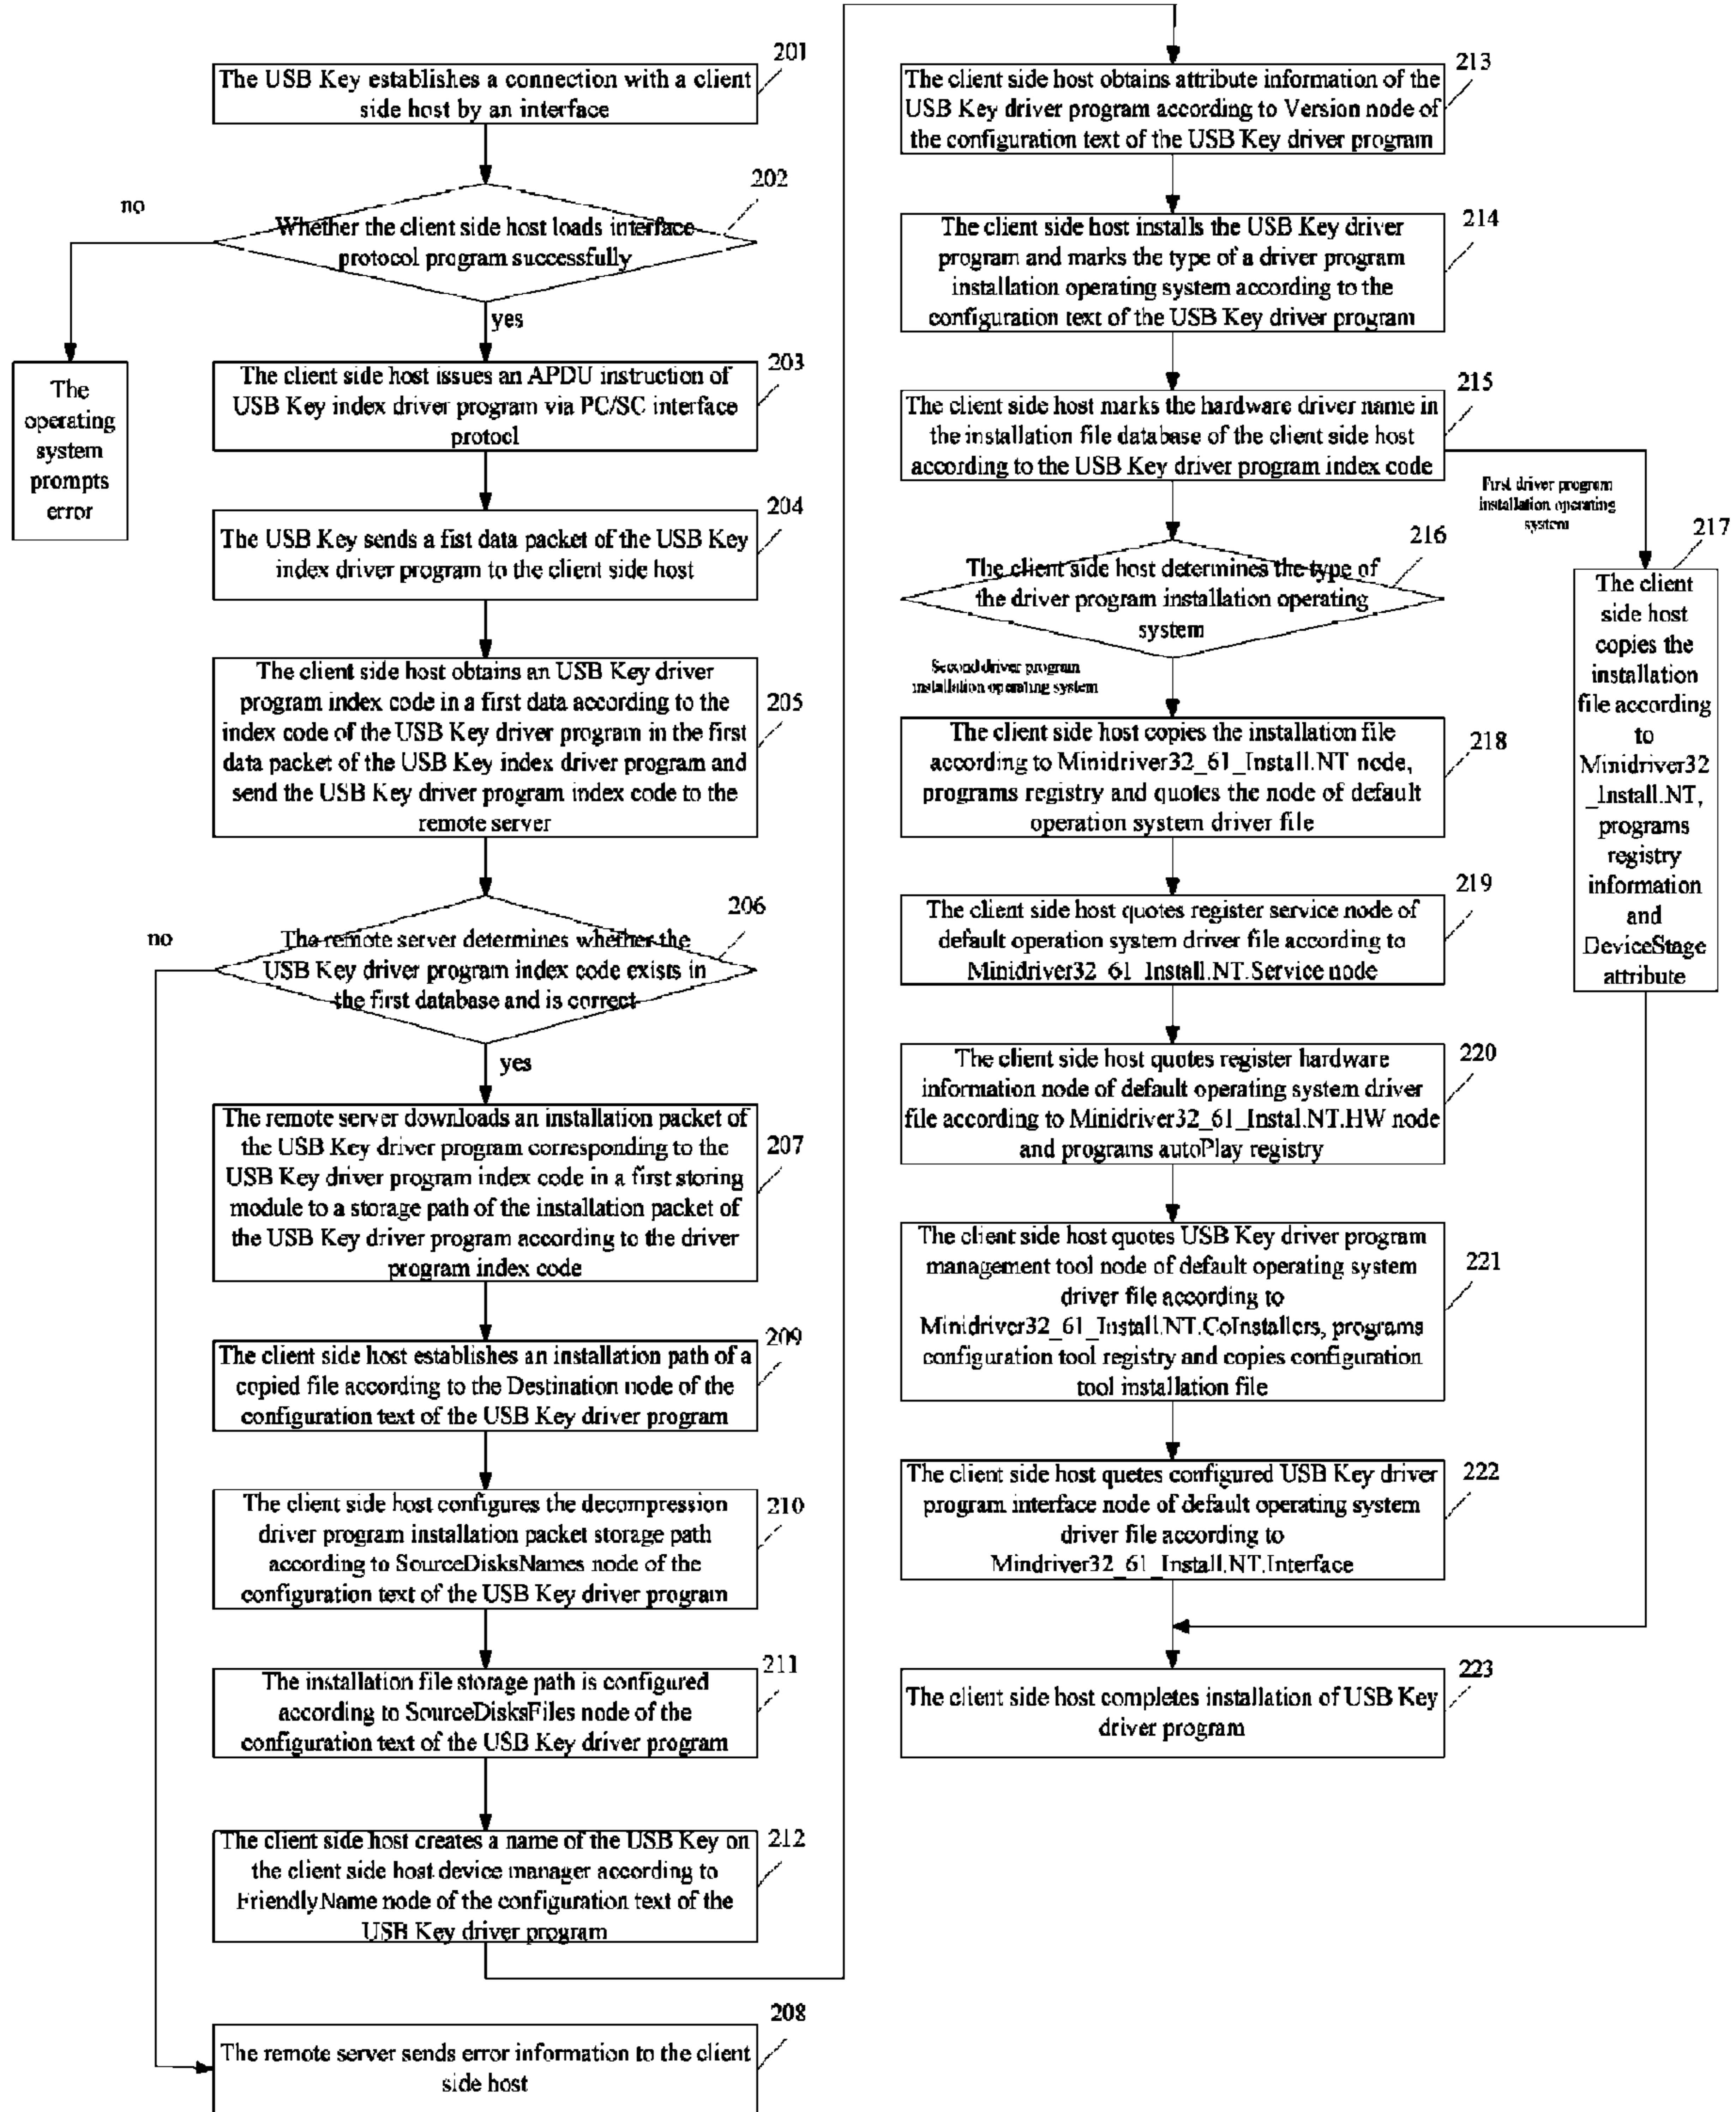 201
The USB Key establishes a connection with a client
side host by an interface
202
no
Whether the client side host loads interface
protocol program successfully
yes
The
operating
system
prompts
error
203
The client side host issues an APDU instruction of
USB Key index driver program via PC/SC interface
protocl
204
The USB Key sends a fist data packet of the USB Key
index driver program to the client side host
205
The client side host obtains an USB Key driver
program index code in a first data according to the
index code of the USB Key driver program in the first
data packet of the USB Key index driver program and
send the USB Key driver program index code to the
remote server
206
no
The remote server determines whether the
USB Key driver program index code exists in
the first database and is correct
yes
207
The remote server downloads an installation packet of
the USB Key driver program corresponding to the
USB Key driver program index code in a first storing
module to a storage path of the installation packet of
the USB Key driver program according to the driver
program index code
209
The client side host establishes an installation path of a
copied file according to the Destination node of the
configuration text of the USB Key driver program
210
The client side host configures the decompression
driver program installation packet storage path
according to SourceDisksNames node of the
configuration text of the USB Key driver program
211
The installation file storage path is configured
according to SourceDisksFiles node of the
configuration text of the USB Key driver program
212
The client side host creates a name of the USB Key on
the client side host device manager according to
FriendlyName node of the configuration text of the
USB Key driver program
208
The remote server sends error information to the client
side host
213
The client side host obtains attribute information of the
USB Key driver program according to Version node of
the configuration text of the USB Key driver program
214
The client side host installs the USB Key driver
program and marks the type of a driver program
installation operating system according to the
configuration text of the USB Key driver program
215
The client side host marks the hardware driver name in
the installation file database of the client side host
according to the USB Key driver program index code
First driver program
installation operating
system
216
The client side host determines the type of
the driver program installation operating
system
217
The client
side host
copies the
installation
file according
to
Minidriver32
_Install.NT,
programs
registry
information
and
DeviceStage
attribute
Second driver program
installation operating system
218
The client side host copies the installation file
according to Minidriver32_61_Install.NT node,
programs registry and quotes the node of default
operation system driver file
219
The client side host quotes register service node of
default operation system driver file according to
Minidriver32_61_Install.NT.Service node
220
The client side host quotes register hardware
information node of default operating system driver
file according to Minidriver32_61_Instal.NT.HW node
and programs autoPlay registry
221
The client side host quotes USB Key driver program
management tool node of default operating system
driver file according to
Minidriver32_61_Install.NT.CoInstallers, programs
configuration tool registry and copies configuration
tool installation file
222
The client side host quetes configured USB Key driver
program interface node of default operating system
driver file according to
Mindriver32_61_Install.NT.Interface
223
The client side host completes installation of USB Key
driver program